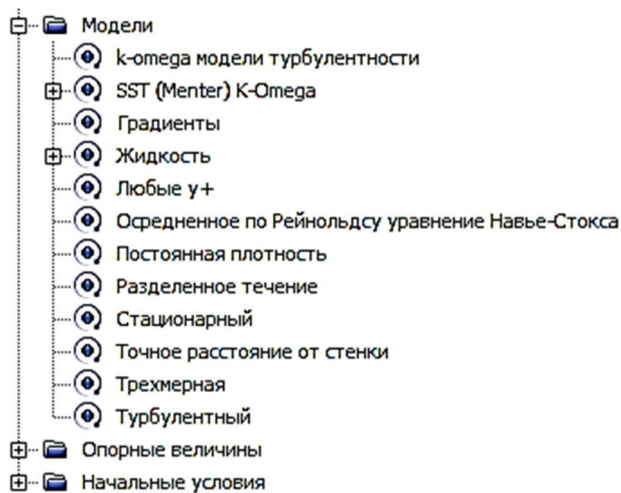 Модели
k-omega модели турбулентности
SST (Menter) K-Omega
Градиенты
Жидкость
Любые y+
Осредненное по Рейнольдсу уравнение Навье-Стокса
Постоянная плотность
Разделенное течение
Стационарный
Точное расстояние от стенки
Трехмерная
Турбулентный
Опорные величины
Начальные условия